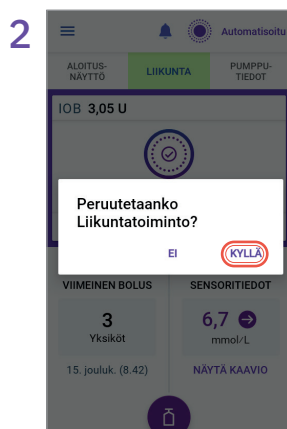 2
Automatisoitu
ALOITUS-
NÄYTTÖ
LIIKUNTA
PUMPPU-
TIEDOT
IOB 3,05 U
Peruutetaanko
Liikuntatoiminto?
EI
KYLLÄ
VIIMEINEN BOLUS
SENSORITIEDOT
3
Yksiköt
6,7
mmol/L
15. jouluk. (8.42)
NÄYTÄ KAAVIO